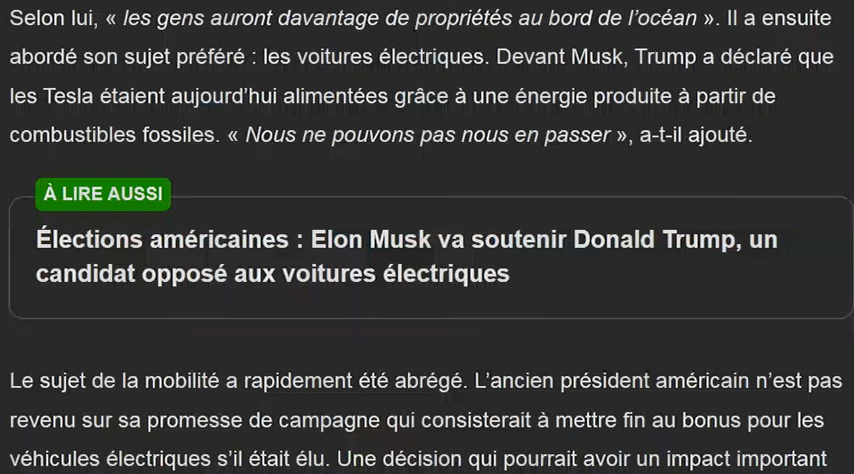 Selon lui, « les gens auront davantage de propriétés au bord de l’océan ». Il a ensuite
abordé son sujet préféré : les voitures électriques. Devant Musk, Trump a déclaré que
les Tesla étaient aujourd’hui alimentées grâce à une énergie produite à partir de
combustibles fossiles. « Nous ne pouvons pas nous en passer », a-t-il ajouté.
À LIRE AUSSI
Élections américaines : Elon Musk va soutenir Donald Trump, un
candidat opposé aux voitures électriques
Le sujet de la mobilité a rapidement été abrégé. L’ancien président américain n’est pas
revenu sur sa promesse de campagne qui consisterait à mettre fin au bonus pour les
véhicules électriques s’il était élu. Une décision qui pourrait avoir un impact important